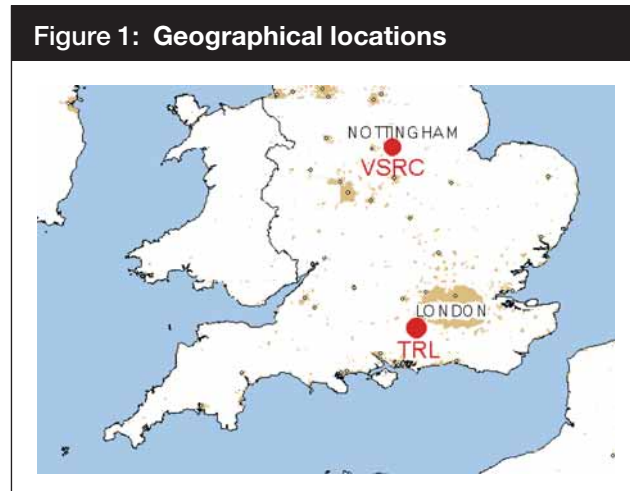 Figure 1: Geographical locations
NOTTINGHAM
VSRC
LONDON
TRL